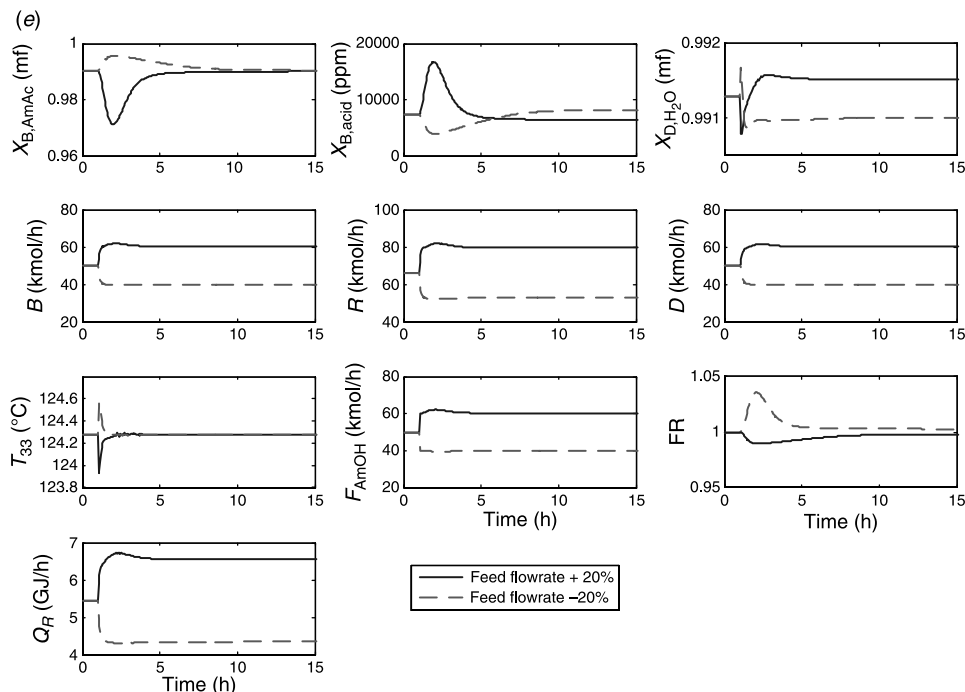 (e)
X_B,AmAc (mf)
1
0.98
0.96
0 5 10 15
X_B,acid (ppm)
20000
10000
0
0 5 10 15
X_D,H₂O (mf)
0.992
0.991
0 5 10 15
B (kmol/h)
80
60
40
20
0 5 10 15
R (kmol/h)
100
80
60
40
20
0 5 10 15
D (kmol/h)
80
60
40
20
0 5 10 15
T₃₃ (°C)
124.6
124.4
124.2
124
123.8
0 5 10 15
F_AmOH (kmol/h)
80
60
40
20
0 5 10 15
Time (h)
FR
1.05
1
0.95
0 5 10 15
Time (h)
Q_R (GJ/h)
7
6
5
4
0 5 10 15
Time (h)
Feed flowrate + 20%
Feed flowrate –20%